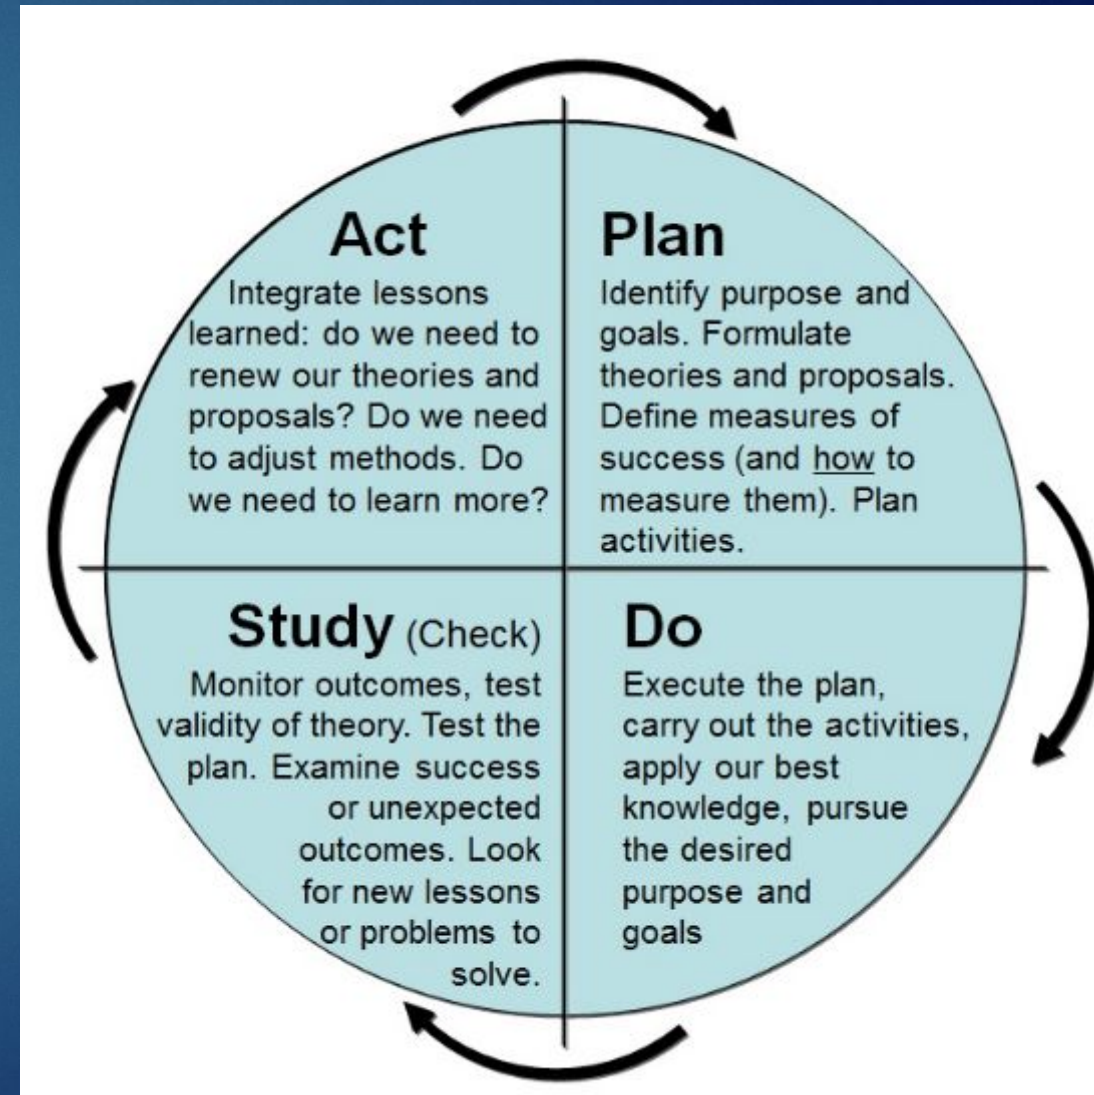 Act
Integrate lessons
learned: do we need to
renew our theories and
proposals? Do we need
to adjust methods. Do
we need to learn more?
Plan
Identify purpose and
goals. Formulate
theories and proposals.
Define measures of
success (and how to
measure them). Plan
activities.
Study (Check)
Monitor outcomes, test
validity of theory. Test the
plan. Examine success
or unexpected
outcomes. Look
for new lessons
or problems to
solve.
Do
Execute the plan,
carry out the activities,
apply our best
knowledge, pursue
the desired
purpose and
goals